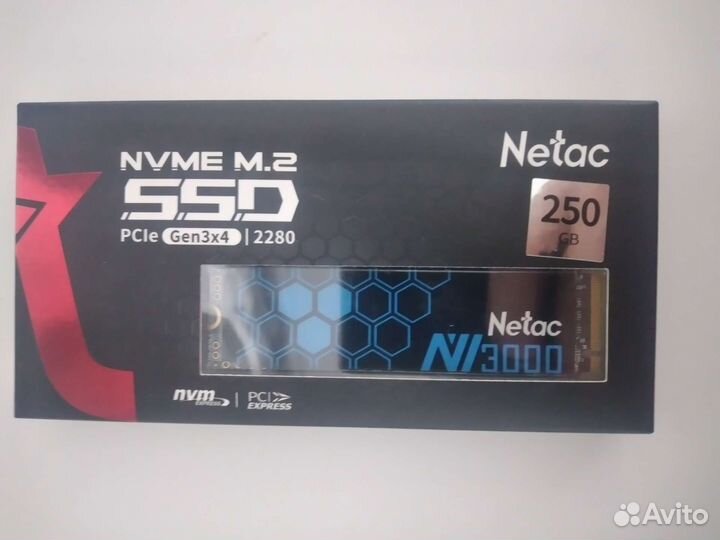 NVME M.2
SSD
PCIe Gen3x4 | 2280
Netac
250
GB
Netac
NV3000
nvm
EXPRESS
PCI
EXPRESS
Avito